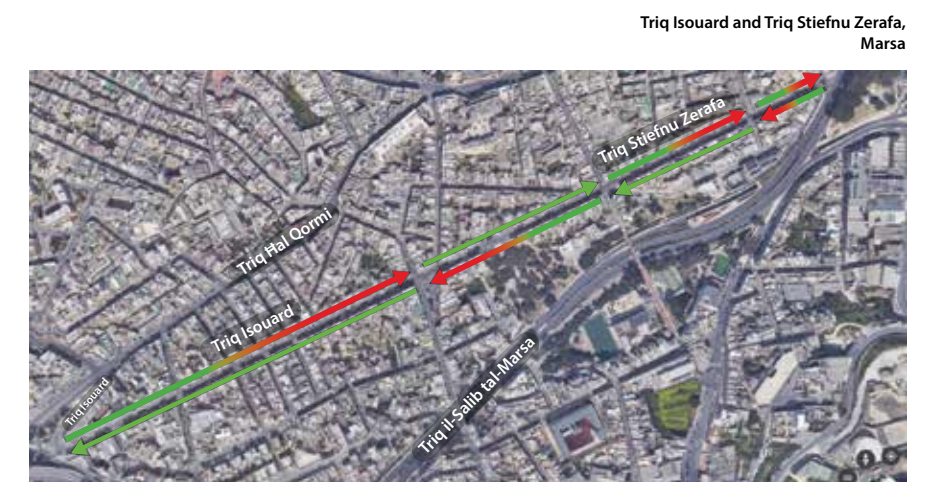 Triq Isouard and Triq Stiefnu Zerafa,
Marsa
Triq Stiefnu Zerafa
Triq Ħal Qormi
Triq Isouard
Triq Isouard
Triq il-Salib tal-Marsa